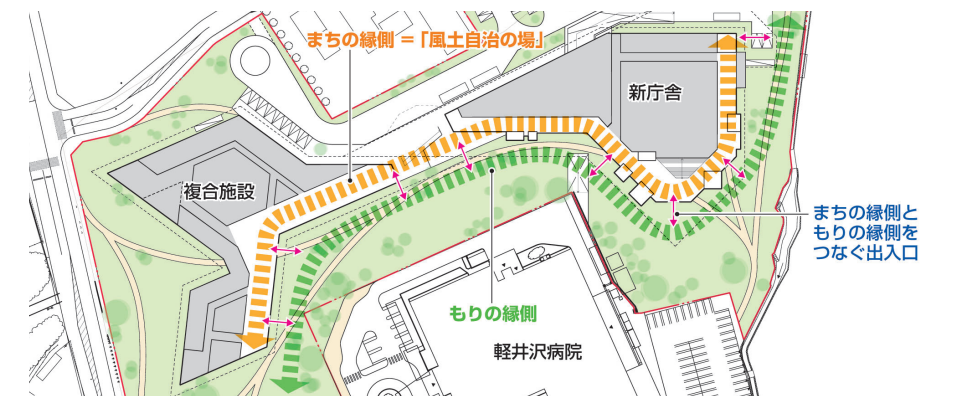 まちの縁側 =「風土自治の場」
新庁舎
複合施設
まちの縁側と
もりの縁側を
つなぐ出入口
もりの縁側
軽井沢病院